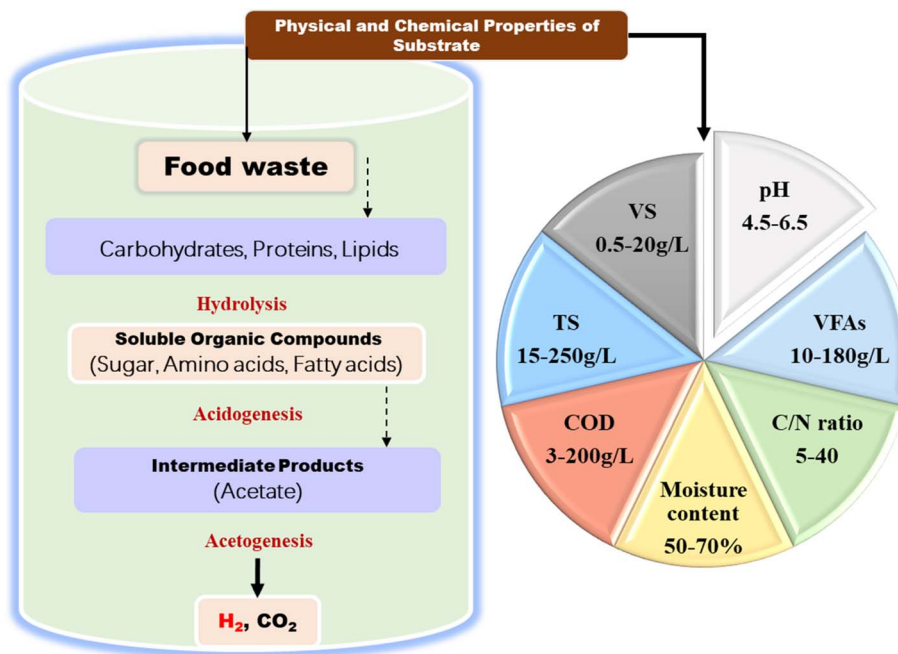 Physical and Chemical Properties of
Substrate
Food waste
Carbohydrates, Proteins, Lipids
Hydrolysis
Soluble Organic Compounds
(Sugar, Amino acids, Fatty acids)
Acidogenesis
Intermediate Products
(Acetate)
Acetogenesis
H₂, CO₂
pH
4.5-6.5
VFAs
10-180g/L
C/N ratio
5-40
Moisture
content
50-70%
COD
3-200g/L
TS
15-250g/L
VS
0.5-20g/L